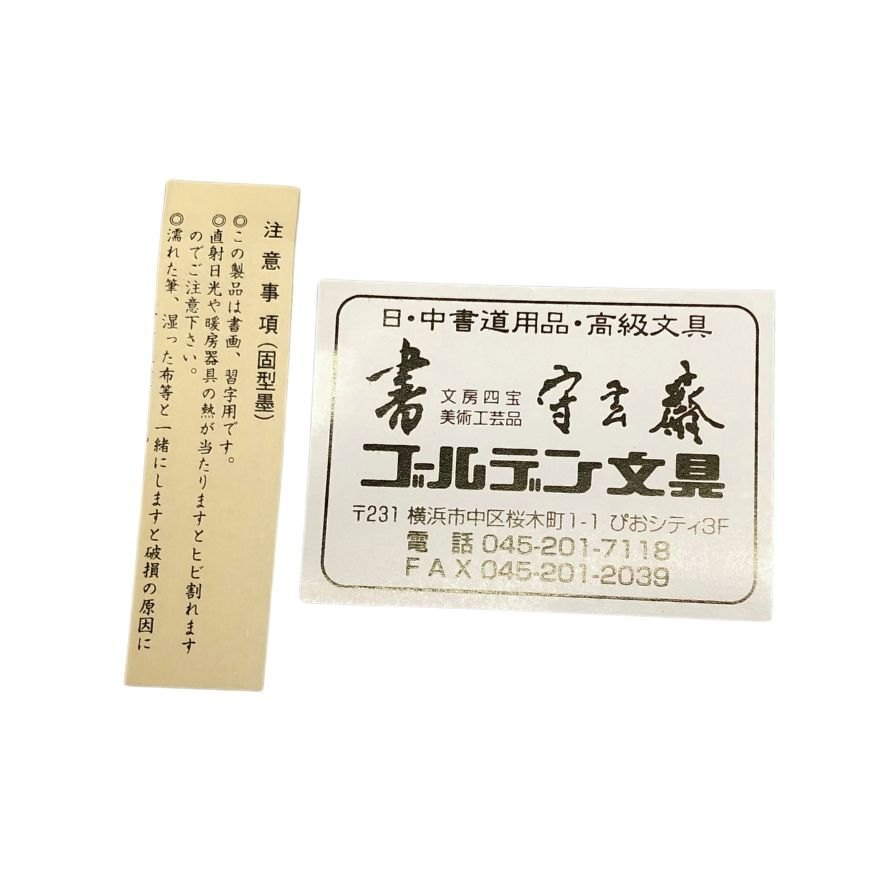 注意事項(固型墨)
◎この製品は書画、習字用です。
◎直射日光や暖房器具の熱が当たりますとヒビ割れます
のでご注意下さい。
◎濡れた筆、湿った布等と一緒にしますと破損の原因に
日・中書道用品・高級文具
書
文房四宝
美術工芸品
守玄齋
ゴールデン文具
〒231 横浜市中区桜木町1-1 ぴおシティ3F
電 話 045-201-7118
FAX 045-201-2039